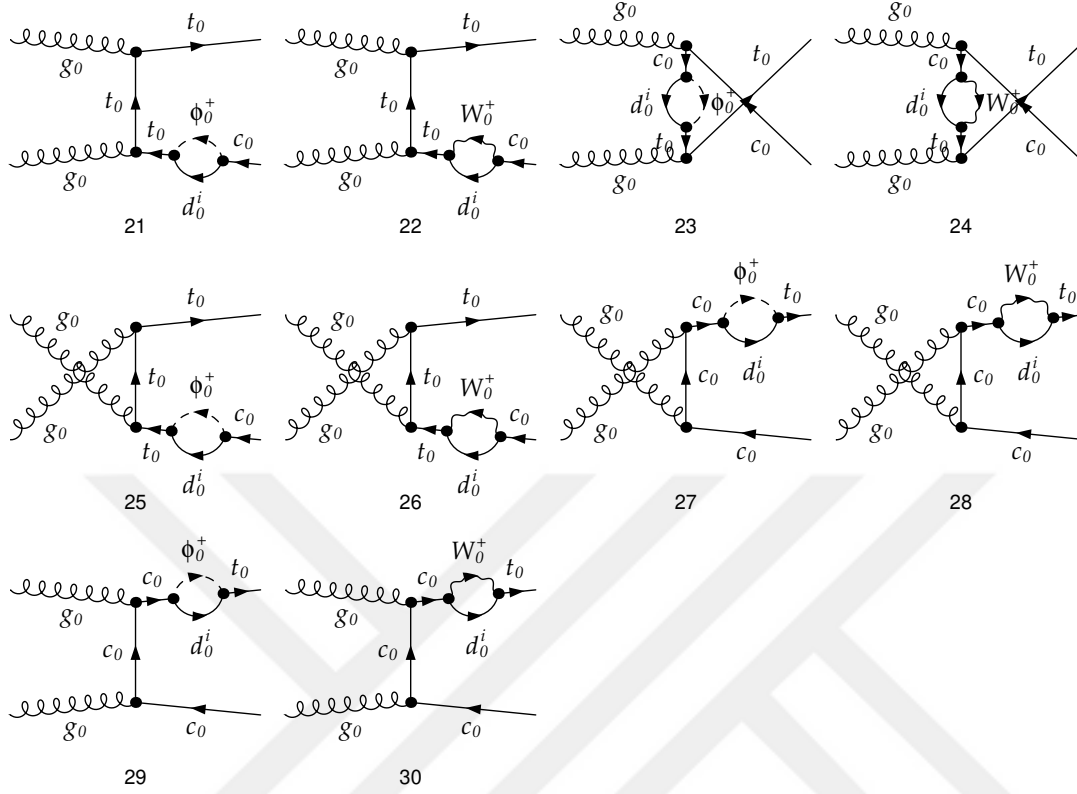 t₀ t₀ g₀ t₀ g₀ t₀
g₀ g₀ c₀ c₀
t₀ ϕ₀⁺ t₀ W₀⁺ d₀ⁱ ϕ₀⁺ d₀ⁱ W₀⁺
t₀ c₀ t₀ c₀ t₀ t₀
g₀ d₀ⁱ g₀ d₀ⁱ g₀ c₀ g₀ c₀
21 22 23 24
t₀ t₀ ϕ₀⁺ W₀⁺
g₀ g₀ g₀ c₀ t₀ g₀ c₀ t₀
t₀ ϕ₀⁺ t₀ W₀⁺ c₀ d₀ⁱ c₀ d₀ⁱ
g₀ c₀ g₀ c₀ g₀ g₀
t₀ d₀ⁱ t₀ d₀ⁱ c₀ c₀
25 26 27 28
ϕ₀⁺ W₀⁺
c₀ t₀ c₀ t₀
g₀ d₀ⁱ g₀ d₀ⁱ
c₀ c₀
g₀ c₀ g₀ c₀
29 30